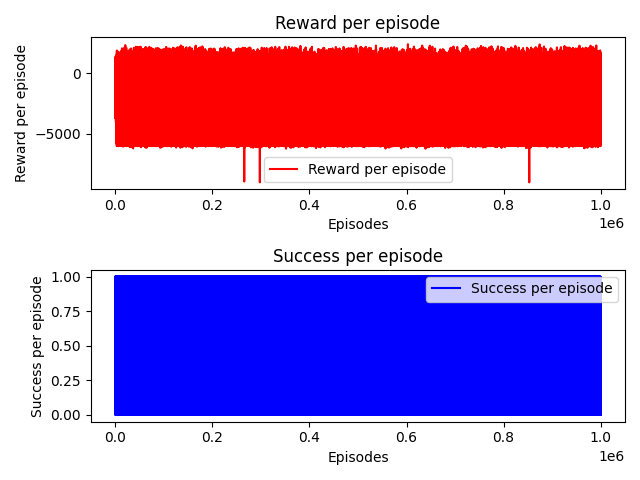 Reward per episode
Reward per episode
0
−5000
Reward per episode
0.0 0.2 0.4 0.6 0.8 1.0
1e6
Episodes
Success per episode
Success per episode
1.00
0.75
0.50
0.25
0.00
Success per episode
0.0 0.2 0.4 0.6 0.8 1.0
1e6
Episodes